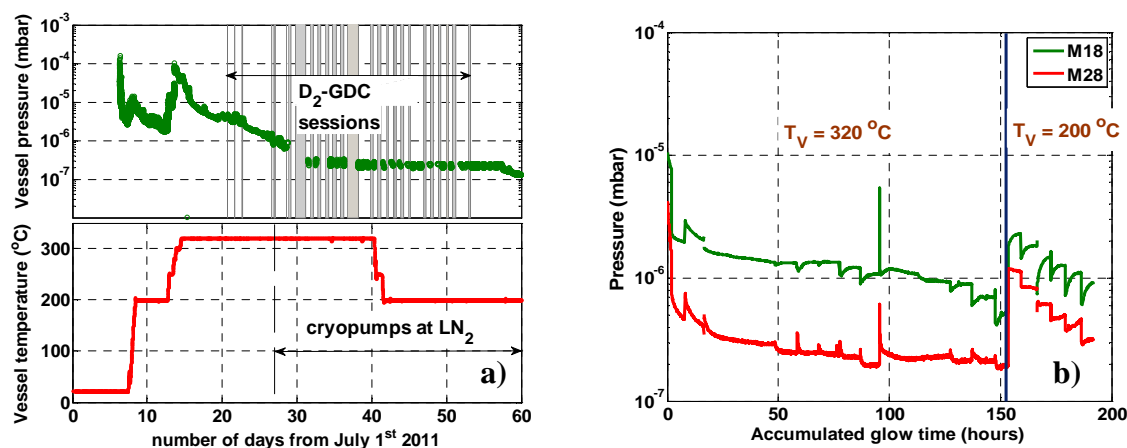 Vessel pressure (mbar)
10^-3
10^-4
10^-5
10^-6
10^-7
D2-GDC
sessions
Vessel temperature (°C)
300
200
100
0
cryopumps at LN2
a)
0 10 20 30 40 50 60
number of days from July 1st 2011
Pressure (mbar)
10^-4
10^-5
10^-6
10^-7
M18
M28
TV = 320 °C
TV = 200 °C
b)
0 50 100 150 200
Accumulated glow time (hours)